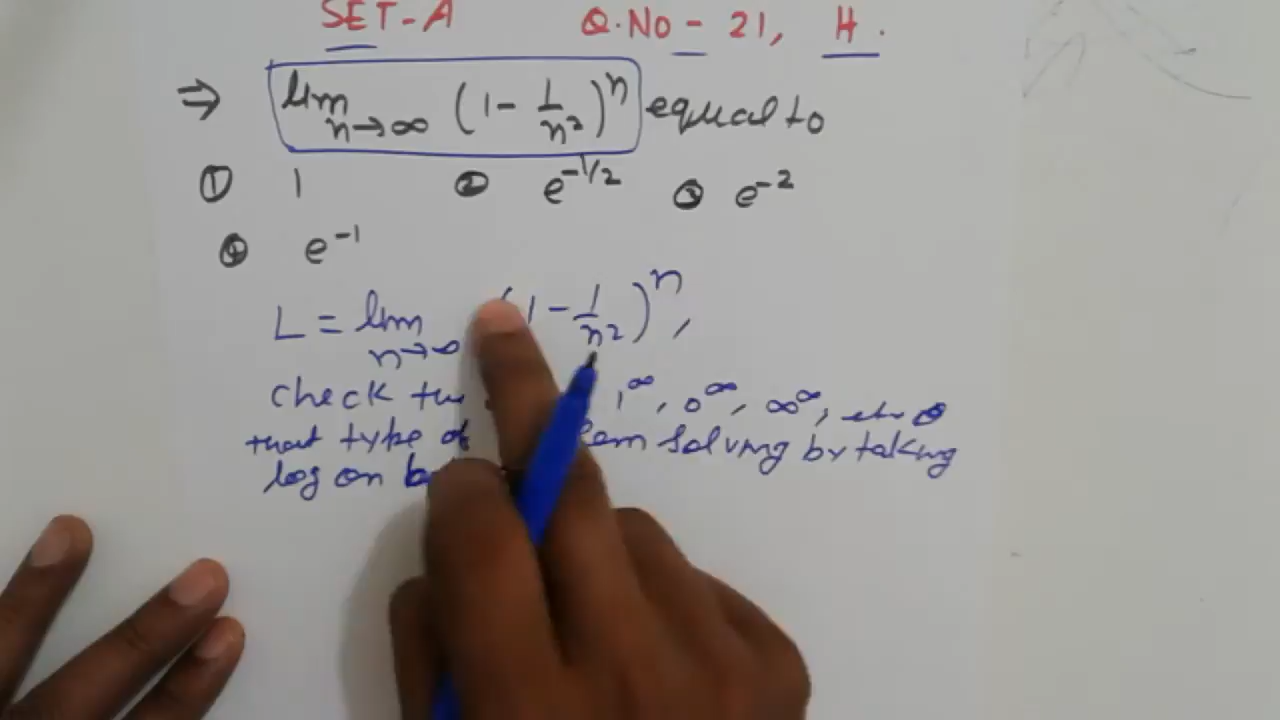 SET-A Q.NO - 21, H.
⇒ lim n→∞ (1 - 1/n²)ⁿ equal to
① 1 ② e^-1/2 ③ e^-2
④ e^-1
L = lim n→∞ (1 - 1/n²)ⁿ,
check the 1^∞, 0^∞, ∞^∞,
that type of solving by taking
log on